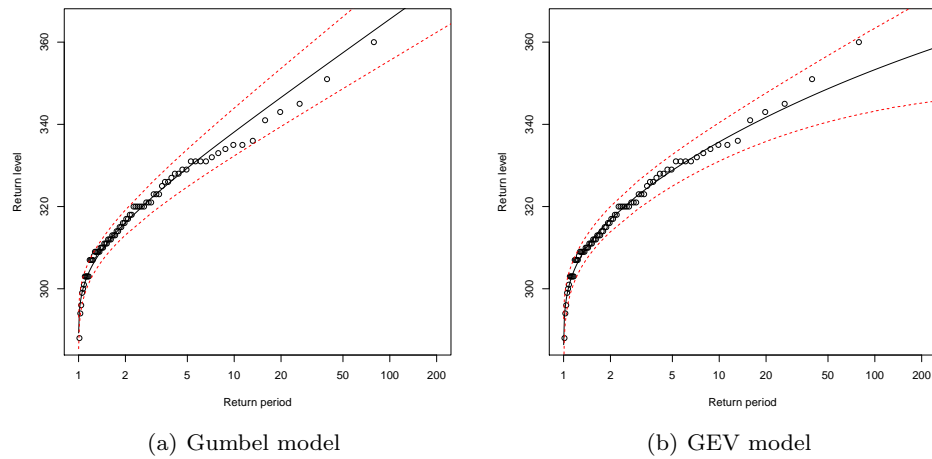 360
340
320
300
Return level
1 2 5 10 20 50 100 200
Return period
(a) Gumbel model
360
340
320
300
Return level
1 2 5 10 20 50 100 200
Return period
(b) GEV model